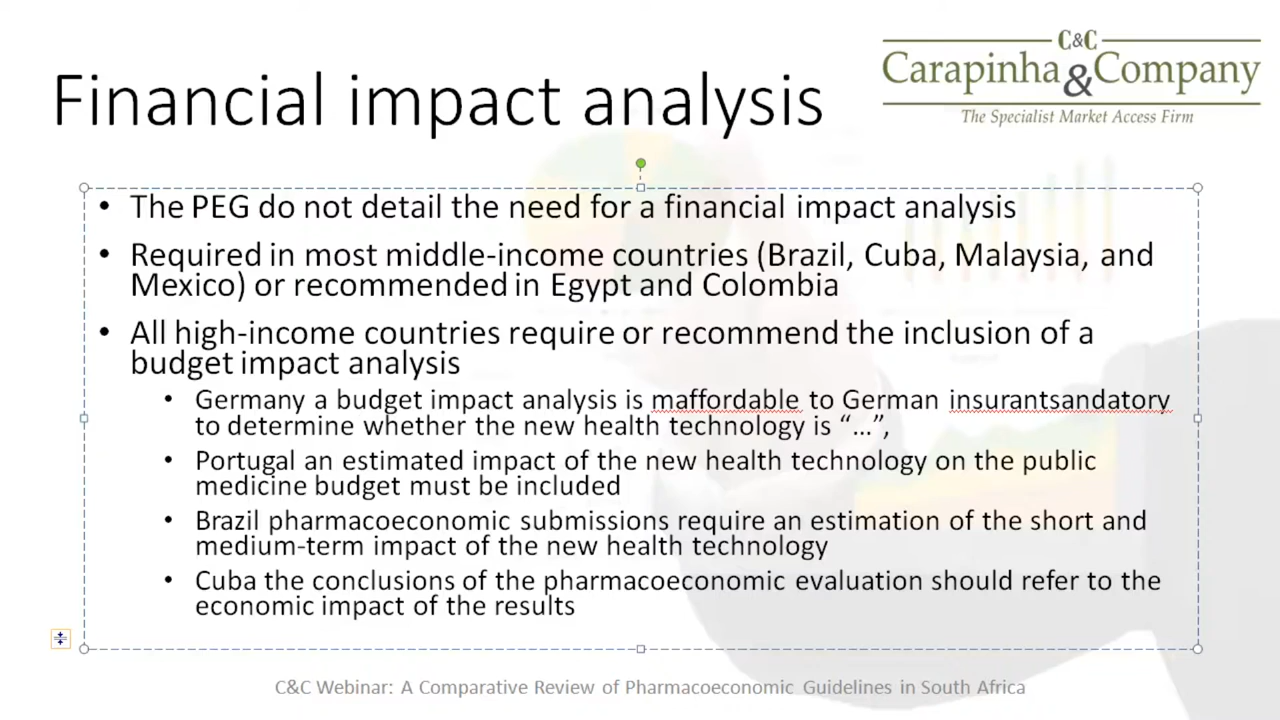 C&C
Carapinha&Company
The Specialist Market Access Firm
Financial impact analysis
• The PEG do not detail the need for a financial impact analysis
• Required in most middle-income countries (Brazil, Cuba, Malaysia, and
Mexico) or recommended in Egypt and Colombia
• All high-income countries require or recommend the inclusion of a
budget impact analysis
• Germany a budget impact analysis is maffordable to German insurantsandatory
to determine whether the new health technology is “…”,
• Portugal an estimated impact of the new health technology on the public
medicine budget must be included
• Brazil pharmacoeconomic submissions require an estimation of the short and
medium-term impact of the new health technology
• Cuba the conclusions of the pharmacoeconomic evaluation should refer to the
economic impact of the results
C&C Webinar: A Comparative Review of Pharmacoeconomic Guidelines in South Africa